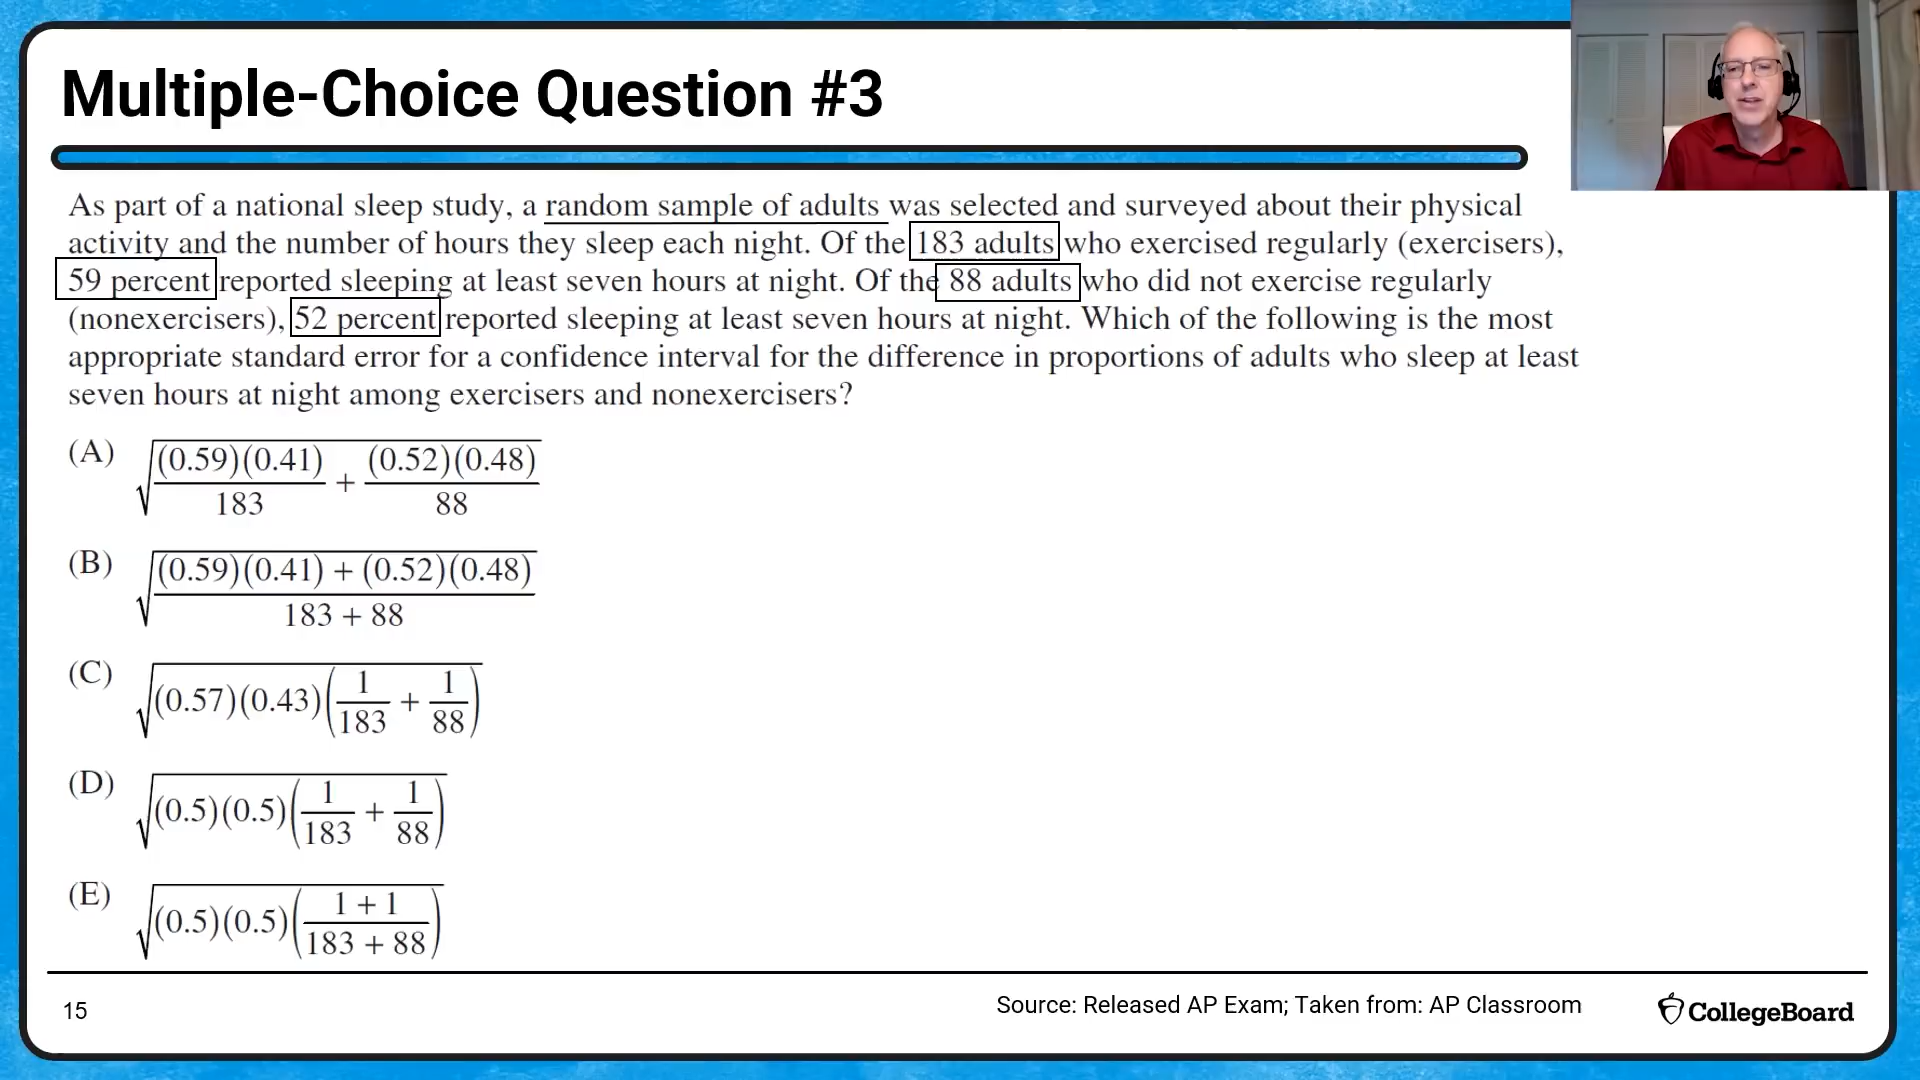 Multiple-Choice Question #3
As part of a national sleep study, a random sample of adults was selected and surveyed about their physical
activity and the number of hours they sleep each night. Of the 183 adults who exercised regularly (exercisers),
59 percent reported sleeping at least seven hours at night. Of the 88 adults who did not exercise regularly
(nonexercisers), 52 percent reported sleeping at least seven hours at night. Which of the following is the most
appropriate standard error for a confidence interval for the difference in proportions of adults who sleep at least
seven hours at night among exercisers and nonexercisers?
(A) √((0.59)(0.41)/183 + (0.52)(0.48)/88)
(B) √(((0.59)(0.41) + (0.52)(0.48))/(183 + 88))
(C) √((0.57)(0.43)(1/183 + 1/88))
(D) √((0.5)(0.5)(1/183 + 1/88))
(E) √((0.5)(0.5)((1 + 1)/(183 + 88)))
15
Source: Released AP Exam; Taken from: AP Classroom
CollegeBoard